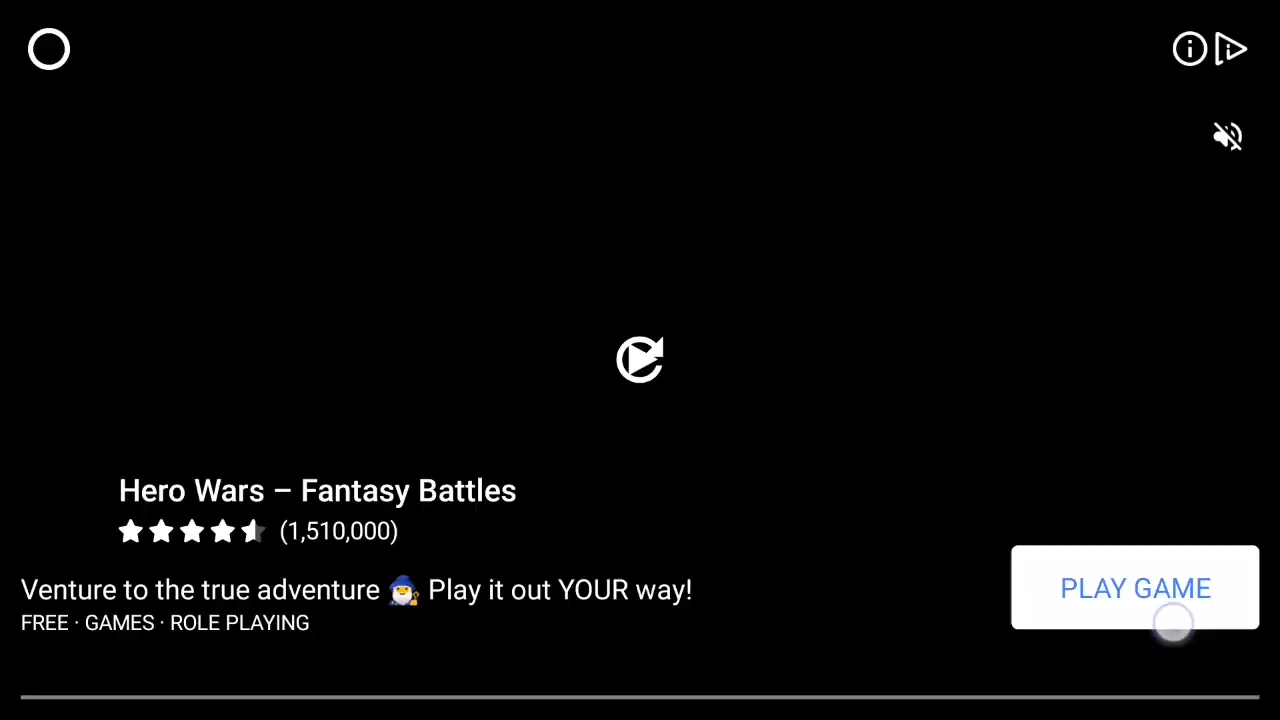 Hero Wars – Fantasy Battles
(1,510,000)
Venture to the true adventure 🧙‍♂️ Play it out YOUR way!
FREE · GAMES · ROLE PLAYING
PLAY GAME